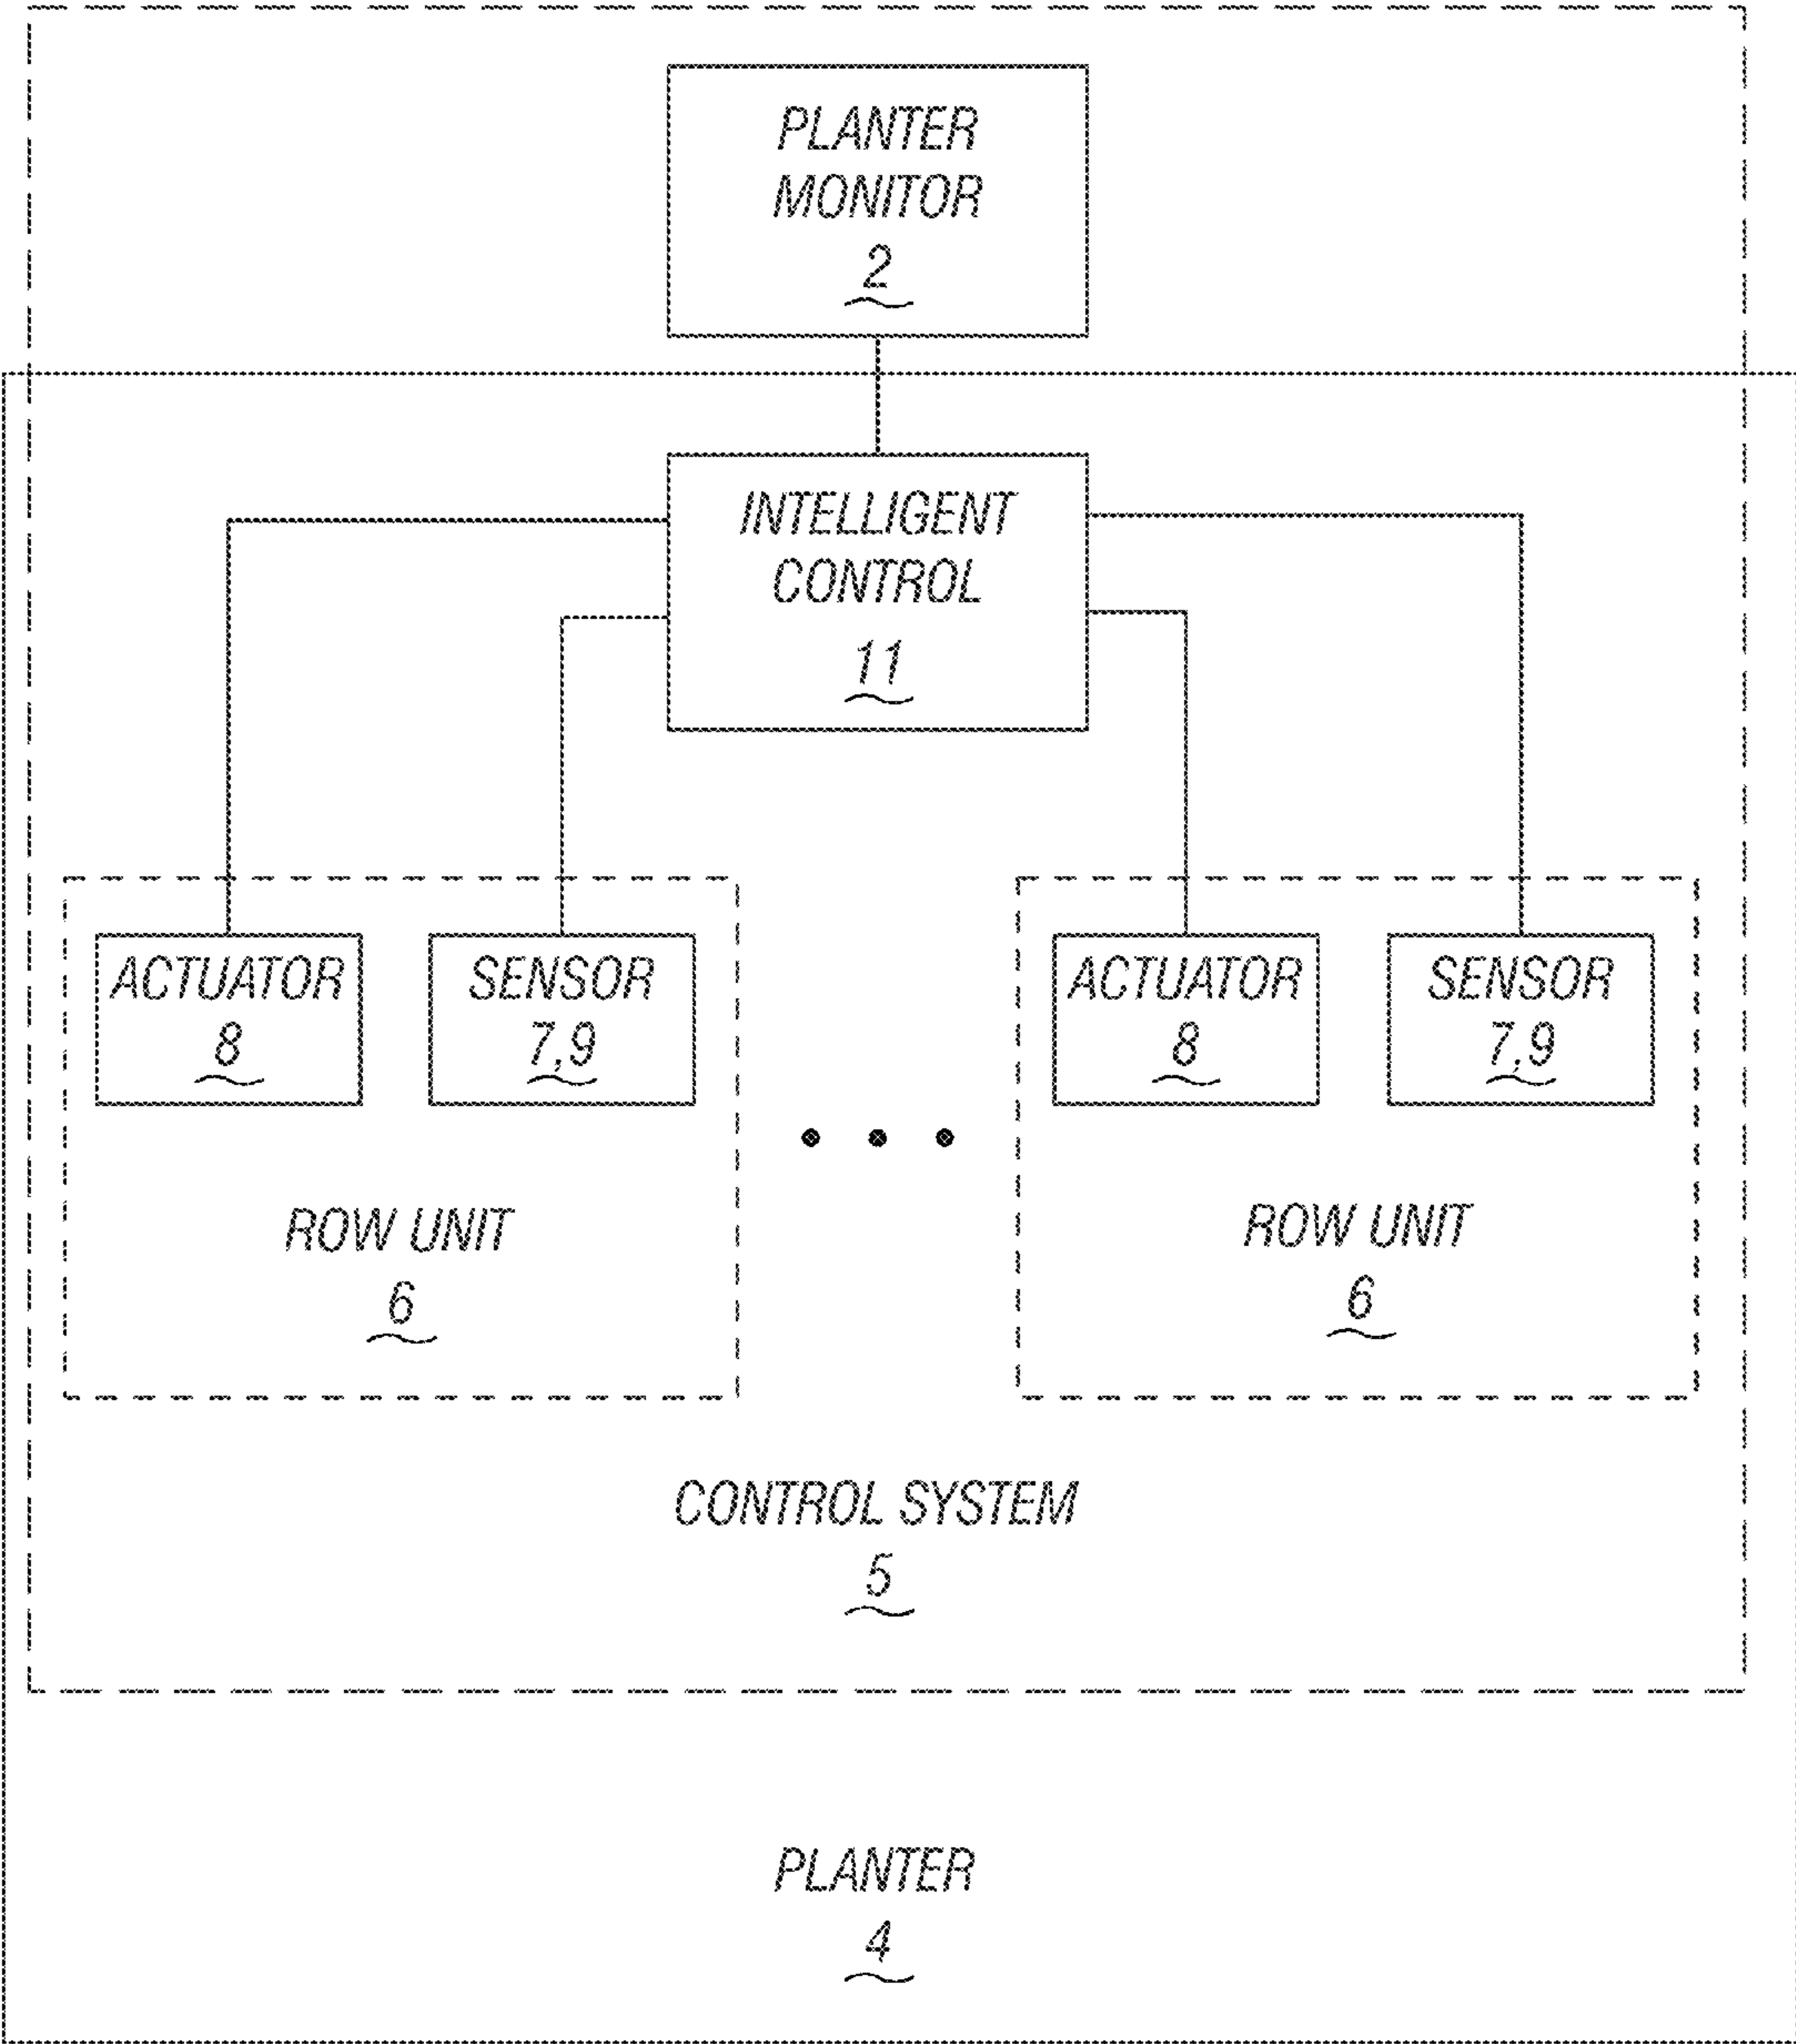 PLANTER
MONITOR
2
INTELLIGENT
CONTROL
11
ACTUATOR
8
SENSOR
7,9
ROW UNIT
6
ACTUATOR
8
SENSOR
7,9
ROW UNIT
6
CONTROL SYSTEM
5
PLANTER
4